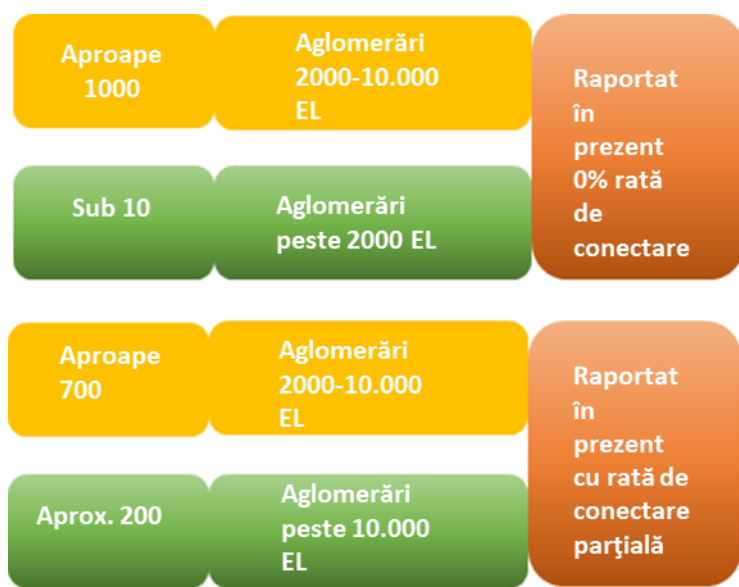 Aproape
1000
Aglomerări
2000-10.000
EL
Raportat
în
prezent
0% rată
de
conectare
Sub 10
Aglomerări
peste 2000 EL
Aproape
700
Aglomerări
2000-10.000
EL
Raportat
în
prezent
cu rată de
conectare
parţială
Aprox. 200
Aglomerări
peste 10.000
EL